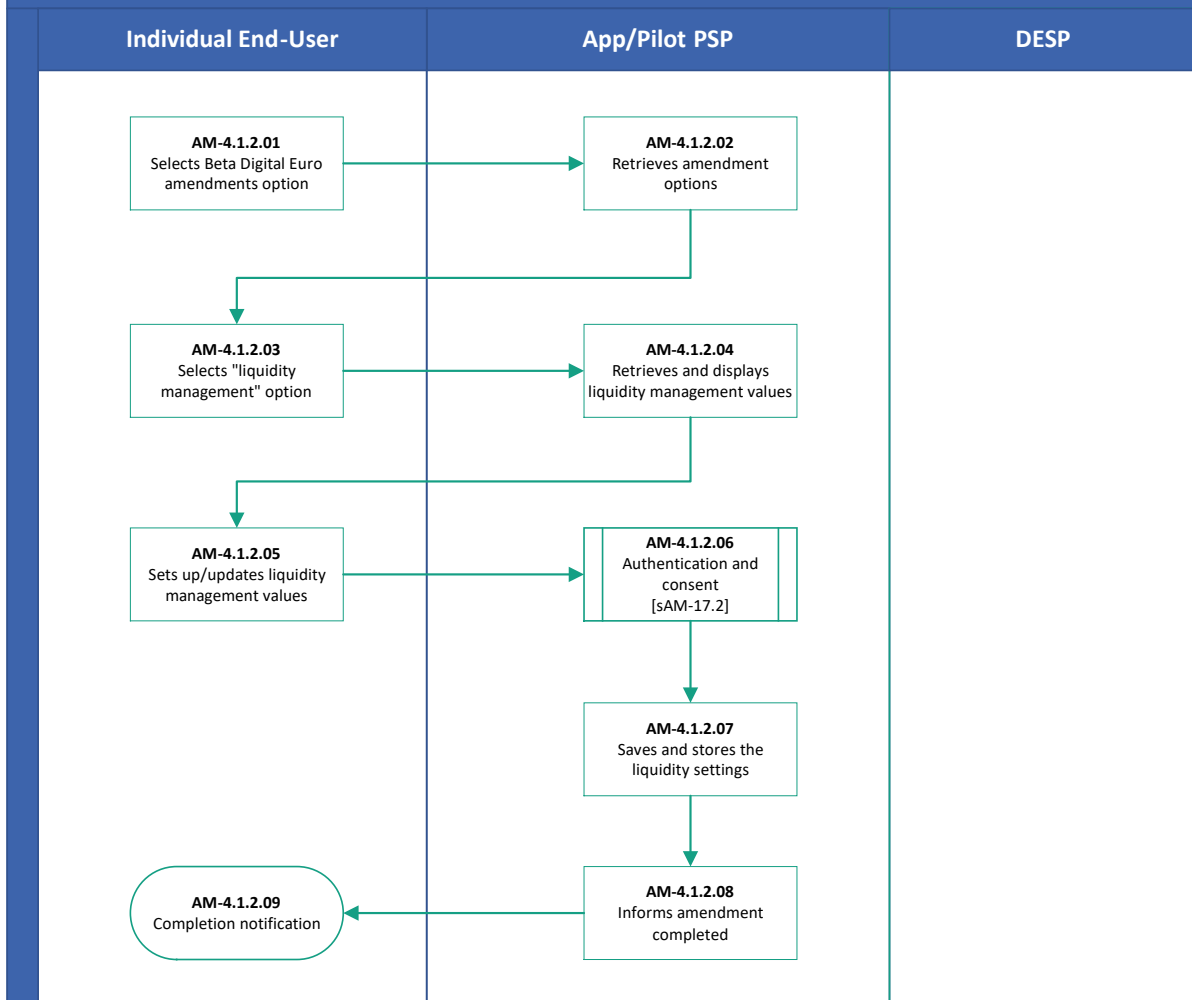 Individual End-User
App/Pilot PSP
DESP
AM-4.1.2.01
Selects Beta Digital Euro
amendments option
AM-4.1.2.02
Retrieves amendment
options
AM-4.1.2.03
Selects "liquidity
management" option
AM-4.1.2.04
Retrieves and displays
liquidity management values
AM-4.1.2.05
Sets up/updates liquidity
management values
AM-4.1.2.06
Authentication and
consent
[sAM-17.2]
AM-4.1.2.07
Saves and stores the
liquidity settings
AM-4.1.2.09
Completion notification
AM-4.1.2.08
Informs amendment
completed